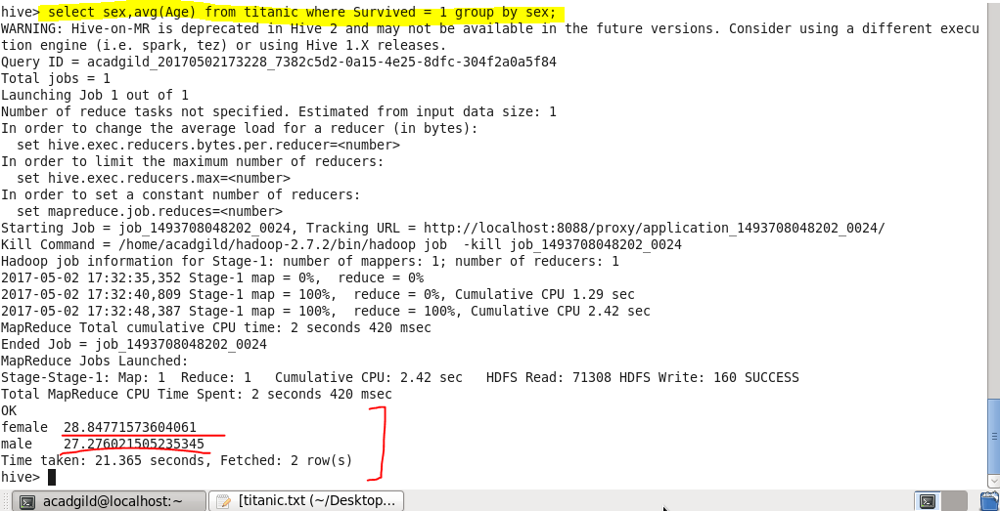 hive> select sex,avg(Age) from titanic where Survived = 1 group by sex;
WARNING: Hive-on-MR is deprecated in Hive 2 and may not be available in the future versions. Consider using a different execu
tion engine (i.e. spark, tez) or using Hive 1.X releases.
Query ID = acadgild_20170502173228_7382c5d2-0a15-4e25-8dfc-304f2a0a5f84
Total jobs = 1
Launching Job 1 out of 1
Number of reduce tasks not specified. Estimated from input data size: 1
In order to change the average load for a reducer (in bytes):
  set hive.exec.reducers.bytes.per.reducer=<number>
In order to limit the maximum number of reducers:
  set hive.exec.reducers.max=<number>
In order to set a constant number of reducers:
  set mapreduce.job.reduces=<number>
Starting Job = job_1493708048202_0024, Tracking URL = http://localhost:8088/proxy/application_1493708048202_0024/
Kill Command = /home/acadgild/hadoop-2.7.2/bin/hadoop job  -kill job_1493708048202_0024
Hadoop job information for Stage-1: number of mappers: 1; number of reducers: 1
2017-05-02 17:32:35,352 Stage-1 map = 0%,  reduce = 0%
2017-05-02 17:32:40,809 Stage-1 map = 100%,  reduce = 0%, Cumulative CPU 1.29 sec
2017-05-02 17:32:48,387 Stage-1 map = 100%,  reduce = 100%, Cumulative CPU 2.42 sec
MapReduce Total cumulative CPU time: 2 seconds 420 msec
Ended Job = job_1493708048202_0024
MapReduce Jobs Launched:
Stage-Stage-1: Map: 1  Reduce: 1   Cumulative CPU: 2.42 sec   HDFS Read: 71308 HDFS Write: 160 SUCCESS
Total MapReduce CPU Time Spent: 2 seconds 420 msec
OK
female  28.84771573604061
male    27.276021505235345
Time taken: 21.365 seconds, Fetched: 2 row(s)
hive>
acadgild@localhost:~ [titanic.txt (~/Desktop...